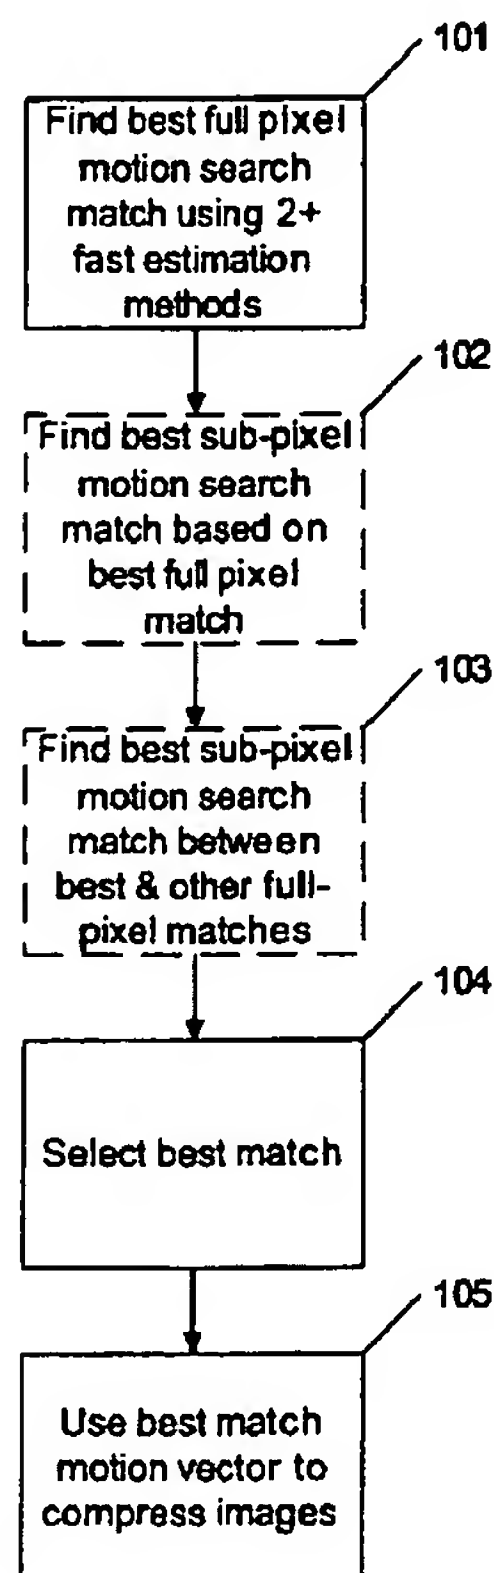 101
Find best full pixel
motion search
match using 2+
fast estimation
methods
102
Find best sub-pixel
motion search
match based on
best full pixel
match
103
Find best sub-pixel
motion search
match between
best & other full-
pixel matches
104
Select best match
105
Use best match
motion vector to
compress images